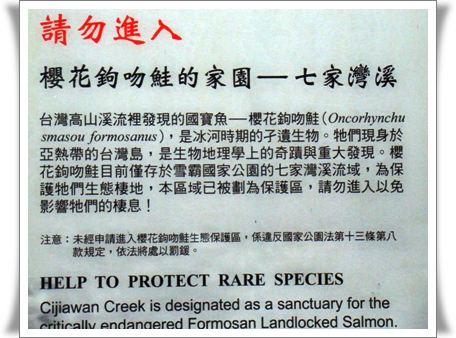 請勿進入
櫻花鉤吻鮭的家園－七家灣溪
台灣高山溪流裡發現的國寶魚─櫻花鉤吻鮭(Oncorhynchu
smasou formosanus)，是冰河時期的孑遺生物。牠們現身於
亞熱帶的台灣島，是生物地理學上的奇蹟與重大發現。櫻
花鉤吻鮭目前僅存於雪霸國家公園的七家灣溪流域，為保
護牠們生態棲地，本區域已被劃為保護區，請勿進入以免
影響牠們的棲息！
注意：未經申請進入櫻花鉤吻鮭生態保護區，係違反國家公園法第十三條第八
款規定，依法將處以罰鍰。
HELP TO PROTECT RARE SPECIES
Cijiawan Creek is designated as a sanctuary for the
critically endangered Formosan Landlocked Salmon.